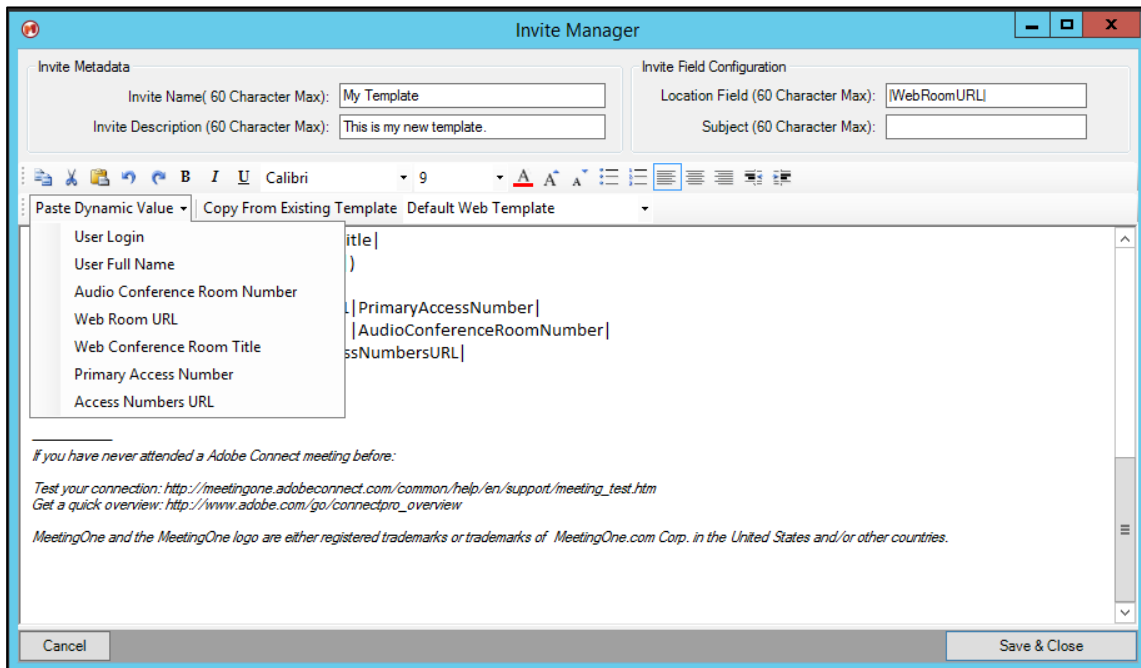 Invite Manager
Invite Metadata
Invite Name( 60 Character Max): My Template
Invite Description (60 Character Max): This is my new template.
Invite Field Configuration
Location Field (60 Character Max): |WebRoomURL|
Subject (60 Character Max):
B I U Calibri 9 A A A
Paste Dynamic Value Copy From Existing Template Default Web Template
User Login
User Full Name
Audio Conference Room Number
Web Room URL
Web Conference Room Title
Primary Access Number
Access Numbers URL
itle|
|)
|PrimaryAccessNumber|
|AudioConferenceRoomNumber|
ssNumbersURL|
If you have never attended a Adobe Connect meeting before:
Test your connection: http://meetingone.adobeconnect.com/common/help/en/support/meeting_test.htm
Get a quick overview: http://www.adobe.com/go/connectpro_overview
MeetingOne and the MeetingOne logo are either registered trademarks or trademarks of MeetingOne.com Corp. in the United States and/or other countries.
Cancel
Save & Close